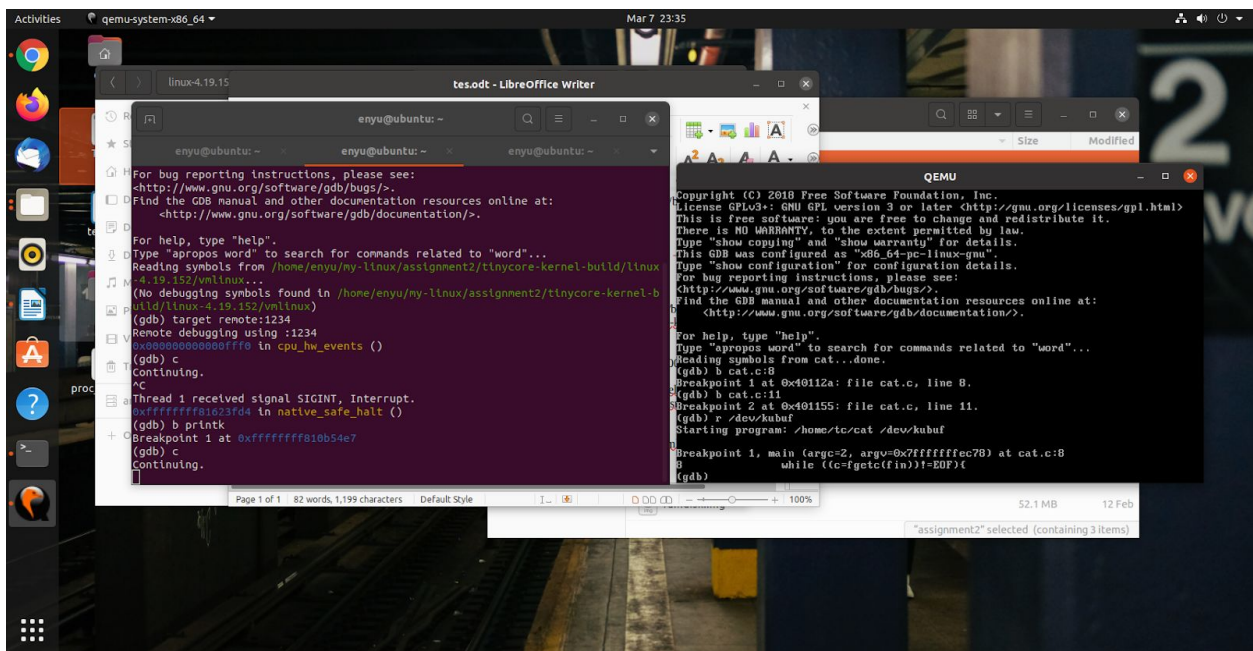 Activities
qemu-system-x86_64
Mar 7 23:35
linux-4.19.15
tes.odt - LibreOffice Writer
enyu@ubuntu: ~
enyu@ubuntu: ~
enyu@ubuntu: ~
enyu@ubuntu: ~
For bug reporting instructions, please see:
<http://www.gnu.org/software/gdb/bugs/>.
Find the GDB manual and other documentation resources online at:
<http://www.gnu.org/software/gdb/documentation/>.
For help, type "help".
Type "apropos word" to search for commands related to "word"...
Reading symbols from /home/enyu/my-linux/assignment2/tinycore-kernel-build/linux
-4.19.152/vmlinux...
(No debugging symbols found in /home/enyu/my-linux/assignment2/tinycore-kernel-b
uild/linux-4.19.152/vmlinux)
(gdb) target remote:1234
Remote debugging using :1234
0x000000000000fff0 in cpu_hw_events ()
(gdb) c
Continuing.
^C
Thread 1 received signal SIGINT, Interrupt.
0xffffffff81623fd4 in native_safe_halt ()
(gdb) b printk
Breakpoint 1 at 0xffffffff810b54e7
(gdb) c
Continuing.
Page 1 of 1
82 words, 1,199 characters
Default Style
100%
Size
Modified
QEMU
Copyright (C) 2018 Free Software Foundation, Inc.
License GPLv3+: GNU GPL version 3 or later <http://gnu.org/licenses/gpl.html>
This is free software: you are free to change and redistribute it.
There is NO WARRANTY, to the extent permitted by law.
Type "show copying" and "show warranty" for details.
This GDB was configured as "x86_64-pc-linux-gnu".
Type "show configuration" for configuration details.
For bug reporting instructions, please see:
<http://www.gnu.org/software/gdb/bugs/>.
Find the GDB manual and other documentation resources online at:
<http://www.gnu.org/software/gdb/documentation/>.
For help, type "help".
Type "apropos word" to search for commands related to "word"...
Reading symbols from cat...done.
(gdb) b cat.c:8
Breakpoint 1 at 0x40112a: file cat.c, line 8.
(gdb) b cat.c:11
Breakpoint 2 at 0x401155: file cat.c, line 11.
(gdb) r /dev/kubuf
Starting program: /home/tc/cat /dev/kubuf
Breakpoint 1, main (argc=2, argv=0x7fffffffec78) at cat.c:8
8 while ((c=fgetc(fin))!=EOF){
(gdb)
52.1 MB
12 Feb
"assignment2" selected (containing 3 items)
proc
2